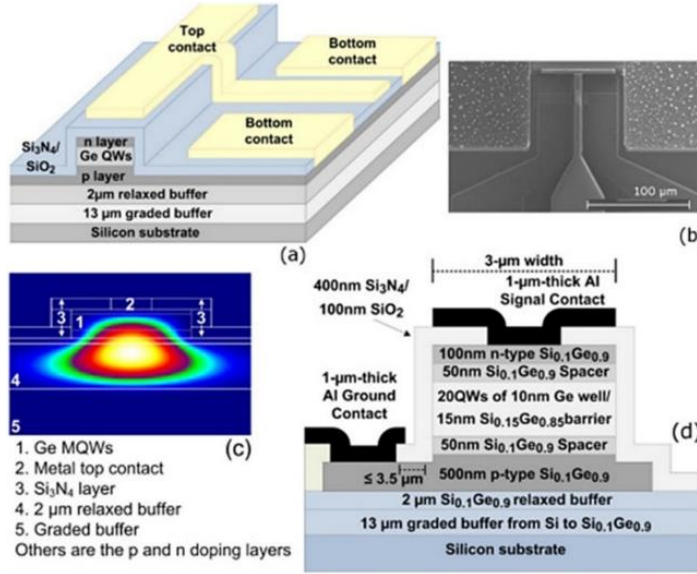 Top
contact
Bottom
contact
Bottom
contact
Si3N4/
SiO2
n layer
Ge QWs
p layer
2µm relaxed buffer
13 µm graded buffer
Silicon substrate
(a)
100 µm
(b)
1
2
3
3
4
5
(c)
1. Ge MQWs
2. Metal top contact
3. Si3N4 layer
4. 2 µm relaxed buffer
5. Graded buffer
Others are the p and n doping layers
3-µm width
400nm Si3N4/
100nm SiO2
1-µm-thick Al
Signal Contact
1-µm-thick
Al Ground
Contact
100nm n-type Si0.1Ge0.9
50nm Si0.1Ge0.9 Spacer
20QWs of 10nm Ge well/
15nm Si0.15Ge0.85barrier
50nm Si0.1Ge0.9 Spacer
≤ 3.5 µm
500nm p-type Si0.1Ge0.9
2 µm Si0.1Ge0.9 relaxed buffer
13 µm graded buffer from Si to Si0.1Ge0.9
Silicon substrate
(d)